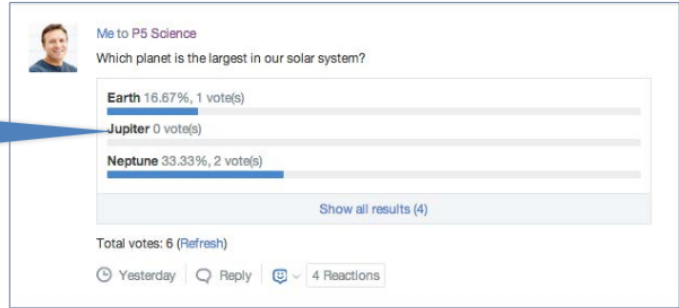 Me to P5 Science
Which planet is the largest in our solar system?
Earth 16.67%, 1 vote(s)
Jupiter 0 vote(s)
Neptune 33.33%, 2 vote(s)
Show all results (4)
Total votes: 6 (Refresh)
Yesterday Reply 4 Reactions